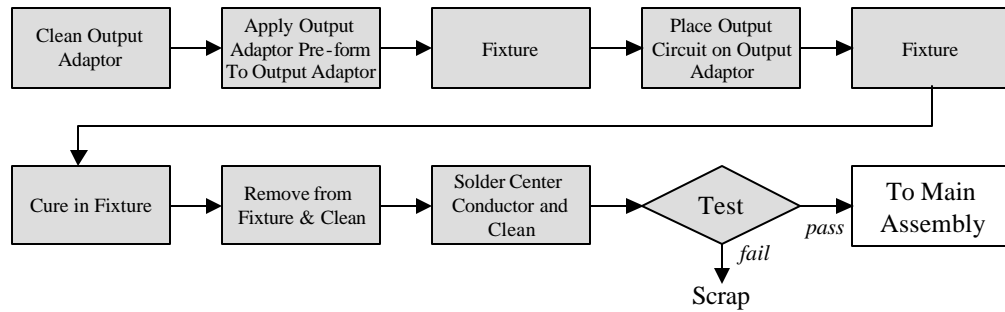 Clean Output
Adaptor
Apply Output
Adaptor Pre-form
To Output Adaptor
Fixture
Place Output
Circuit on Output
Adaptor
Fixture
Cure in Fixture
Remove from
Fixture & Clean
Solder Center
Conductor and
Clean
Test
pass
fail
To Main
Assembly
Scrap